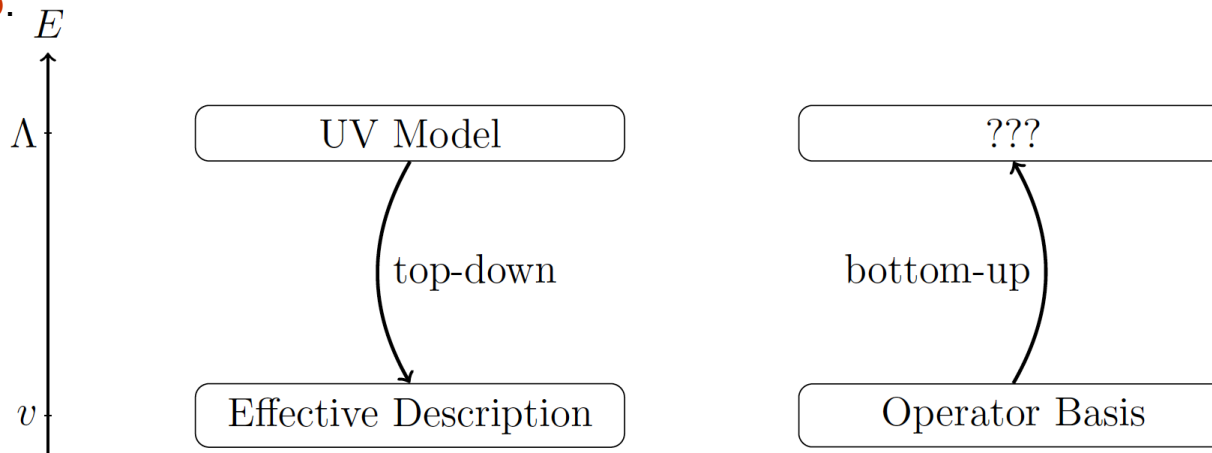 E
Λ
UV Model
???
top-down
bottom-up
v
Effective Description
Operator Basis